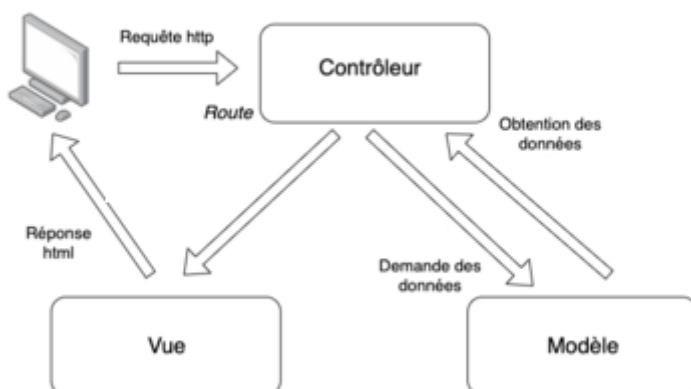 Requête http
Contrôleur
Route
Obtention des
données
Réponse
html
Demande des
données
Vue
Modèle